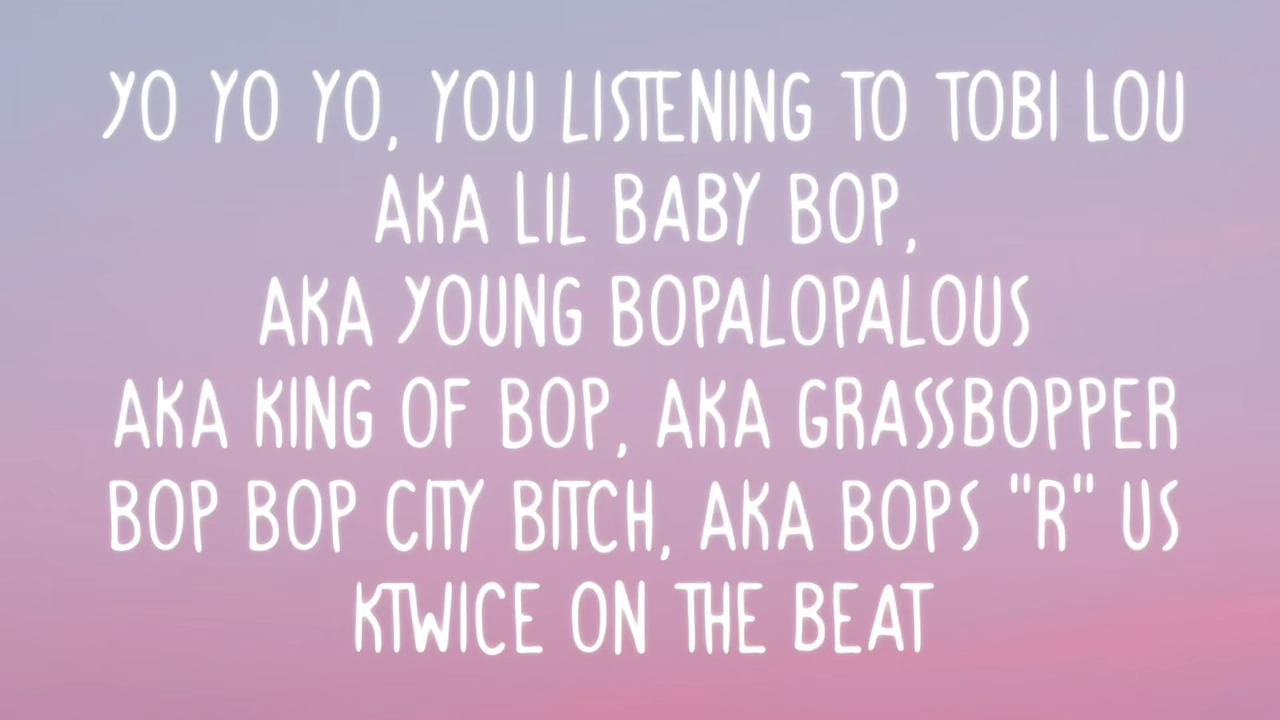 YO YO YO, YOU LISTENING TO TOBI LOU
AKA LIL BABY BOP,
AKA YOUNG BOPALOPALOUS
AKA KING OF BOP, AKA GRASSBOPPER
BOP BOP CITY BITCH, AKA BOPS "R" US
KTWICE ON THE BEAT